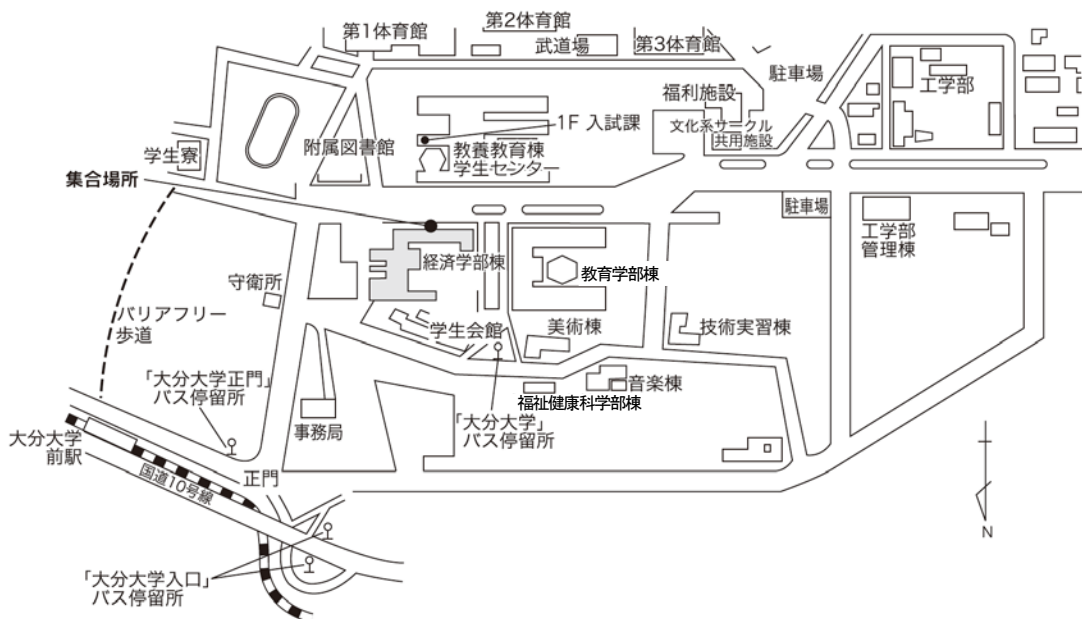 第1体育館
第2体育館
武道場
第3体育館
駐車場
福利施設
工学部
1F 入試課
文化系サークル
共用施設
附属図書館
教養教育棟
学生センター
学生寮
集合場所
駐車場
工学部
管理棟
経済学部棟
教育学部棟
守衛所
バリアフリー
歩道
学生会館
美術棟
技術実習棟
「大分大学正門」
バス停留所
音楽棟
福祉健康科学部棟
「大分大学」
バス停留所
事務局
大分大学
前駅
国道10号線
正門
N
「大分大学入口」
バス停留所